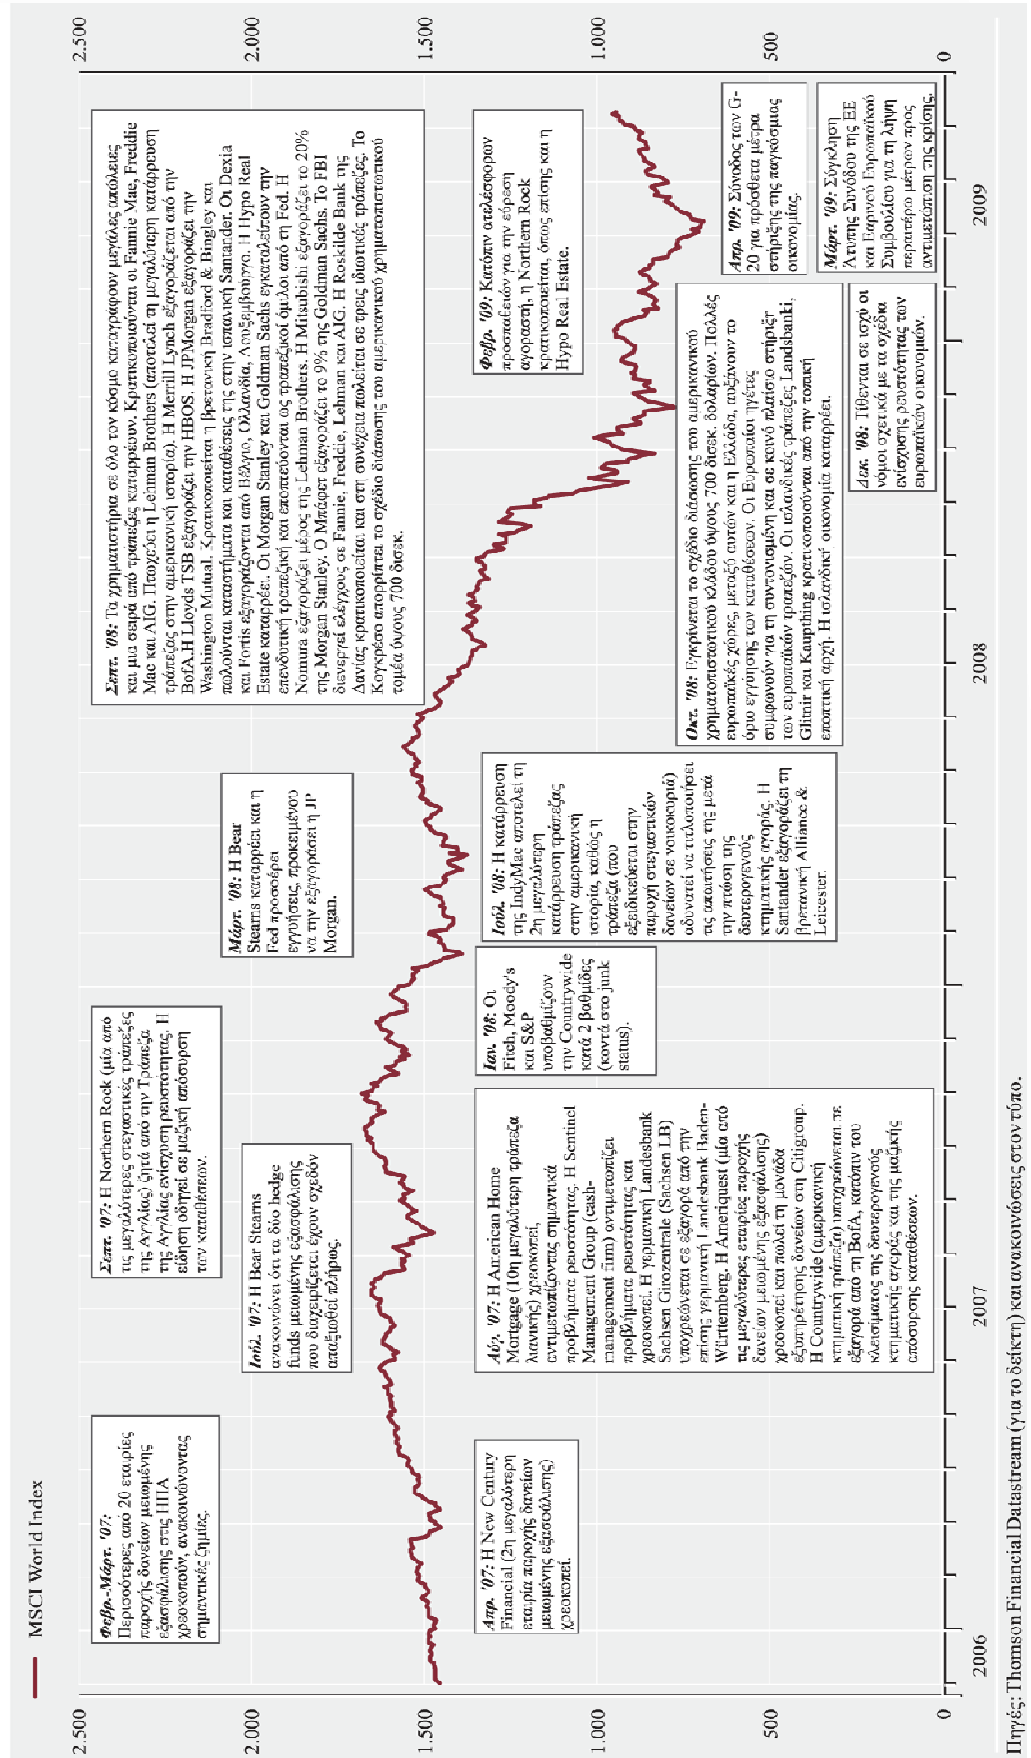 MSCI World Index
2.500
2.000
1.500
1.000
500
0
Φεβρ.-Μάρτ. '07:
Περισσότερες από 20 εταιρίες
παροχής δανείων μειωμένης
εξασφάλισης στις ΗΠΑ
χρεοκοπούν, ανακοινώνοντας
σημαντικές ζημίες.
Απρ. '07: Η New Century
Financial (2η μεγαλύτερη
εταιρία παροχής δανείων
μειωμένης εξασφάλισης)
χρεοκοπεί.
Ιούλ. '07: Η Bear Stearns
ανακοινώνει ότι τα δύο hedge
funds μειωμένης εξασφάλισης
που διαχειρίζεται έχουν σχεδόν
απαξιωθεί πλήρως.
Αύγ. '07: Η American Home
Mortgage (10η μεγαλύτερη τράπεζα
λιανικής) χρεοκοπεί,
αντιμετωπίζοντας σημαντικά
προβλήματα ρευστότητας. Η Sentinel
Management Group (cash-
management firm) αντιμετωπίζει
προβλήματα ρευστότητας και
χρεοκοπεί. Η γερμανική Landesbank
Sachsen Girozentrale (Sachsen LB)
υποχρεώνεται σε εξαγορά από την
επίσης γερμανική Landesbank Baden-
Württemberg. Η Ameriquest (μία από
τις μεγαλύτερες εταιρίες παροχής
δανείων μειωμένης εξασφάλισης)
χρεοκοπεί και πωλεί τη μονάδα
εξυπηρέτησης δανείων στη Citigroup.
Η Countrywide (αμερικανική
κτηματική τράπεζα) υποχρεώνεται σε
εξαγορά από τη BofA, κατόπιν του
κλεισίματος της δευτερογενούς
κτηματικής αγοράς και της μαζικής
απόσυρσης καταθέσεων.
Σεπτ. '07: Η Northern Rock (μία από
τις μεγαλύτερες στεγαστικές τράπεζες
της Αγγλίας) ζητά από την Τράπεζα
της Αγγλίας ενίσχυση ρευστότητας. Η
είδηση οδηγεί σε μαζική απόσυρση
των καταθέσεων.
Ιαν. '08: Οι
Fitch, Moody's
και S&P
υποβαθμίζουν
την Countrywide
κατά 2 βαθμίδες
(κοντά στο junk
status).
Μάρτ. '08: Η Bear
Stearns καταρρέει και η
Fed προσφέρει
εγγυήσεις, προκειμένου
να την εξαγοράσει η JP
Morgan.
Ιούλ. '08: Η κατάρρευση
της IndyMac αποτελεί τη
2η μεγαλύτερη
κατάρρευση τράπεζας
στην αμερικανική
ιστορία, καθώς η
τράπεζα (που
εξειδικεύεται στην
παροχή στεγαστικών
δανείων σε νοικοκυριά)
αδυνατεί να τιτλοποιήσει
τις απαιτήσεις της μετά
την πτώση της
δευτερογενούς
κτηματικής αγοράς. Η
Santander εξαγοράζει τη
βρετανική Alliance &
Leicester.
Σεπτ. '08: Τα χρηματιστήρια σε όλο τον κόσμο καταγράφουν μεγάλες απώλειες
και μια σειρά από τράπεζες καταρρέουν. Κρατικοποιούνται οι Fannie Mae, Freddie
Mac και AIG. Πτωχεύει η Lehman Brothers (αποτελεί τη μεγαλύτερη κατάρρευση
τράπεζας στην αμερικανική ιστορία). Η Merrill Lynch εξαγοράζεται από την
BofA. Η Lloyds TSB εξαγοράζει την HBOS. Η JPMorgan εξαγοράζει την
Washington Mutual. Κρατικοποιείται η βρετανική Bradford & Bingley και
πωλούνται καταστήματα και καταθέσεις της στην ισπανική Santander. Οι Dexia
και Fortis εξαγοράζονται από Βέλγιο, Ολλανδία, Λουξεμβούργο. Η Hypo Real
Estate καταρρέει. Οι Morgan Stanley και Goldman Sachs εγκαταλείπουν την
επενδυτική τραπεζική και εποπτεύονται ως τραπεζικοί όμιλοι από τη Fed. Η
Nomura εξαγοράζει μέρος της Lehman Brothers. Η Mitsubishi εξαγοράζει το 20%
της Morgan Stanley. Ο Μπάφετ εξαγοράζει το 9% της Goldman Sachs. Το FBI
διενεργεί ελέγχους σε Fannie, Freddie, Lehman και AIG. Η Roskilde Bank της
Δανίας κρατικοποιείται και στη συνέχεια πωλείται σε τρεις ιδιωτικές τράπεζες. Το
Κογκρέσο απορρίπτει το σχέδιο διάσωσης του αμερικανικού χρηματοπιστωτικού
τομέα ύψους 700 δισεκ.
Οκτ. '08: Εγκρίνεται το σχέδιο διάσωσης του αμερικανικού
χρηματοπιστωτικού κλάδου ύψους 700 δισεκ. δολαρίων. Πολλές
ευρωπαϊκές χώρες, μεταξύ αυτών και η Ελλάδα, αυξάνουν το
όριο εγγύησης των καταθέσεων. Οι Ευρωπαίοι ηγέτες
συμφωνούν για τη συντονισμένη και σε κοινό πλαίσιο στήριξη
των ευρωπαϊκών τραπεζών. Οι ισλανδικές τράπεζες Landsbanki,
Glitnir και Kaupthing κρατικοποιούνται από την τοπική
εποπτική αρχή. Η ισλανδική οικονομία καταρρέει.
Δεκ. '08: Τίθενται σε ισχύ οι
νόμοι σχετικά με τα σχέδια
ενίσχυσης ρευστότητας των
ευρωπαϊκών οικονομιών.
Φεβρ. '09: Κατόπιν ατελέσφορων
προσπαθειών για την εύρεση
αγοραστή, η Northern Rock
κρατικοποιείται, όπως επίσης και η
Hypo Real Estate.
Απρ. '09: Σύνοδος των G-
20 για πρόσθετα μέτρα
στήριξης της παγκόσμιας
οικονομίας.
Μάρτ. '09: Σύγκληση
Άτυπης Συνόδου της ΕΕ
και Εαρινού Ευρωπαϊκού
Συμβουλίου για τη λήψη
περαιτέρω μέτρων προς
αντιμετώπιση της κρίσης.
2.500
2.000
1.500
1.000
500
0
2006
2007
2008
2009
Πηγές: Thomson Financial Datastream (για το δείκτη) και ανακοινώσεις στον τύπο.